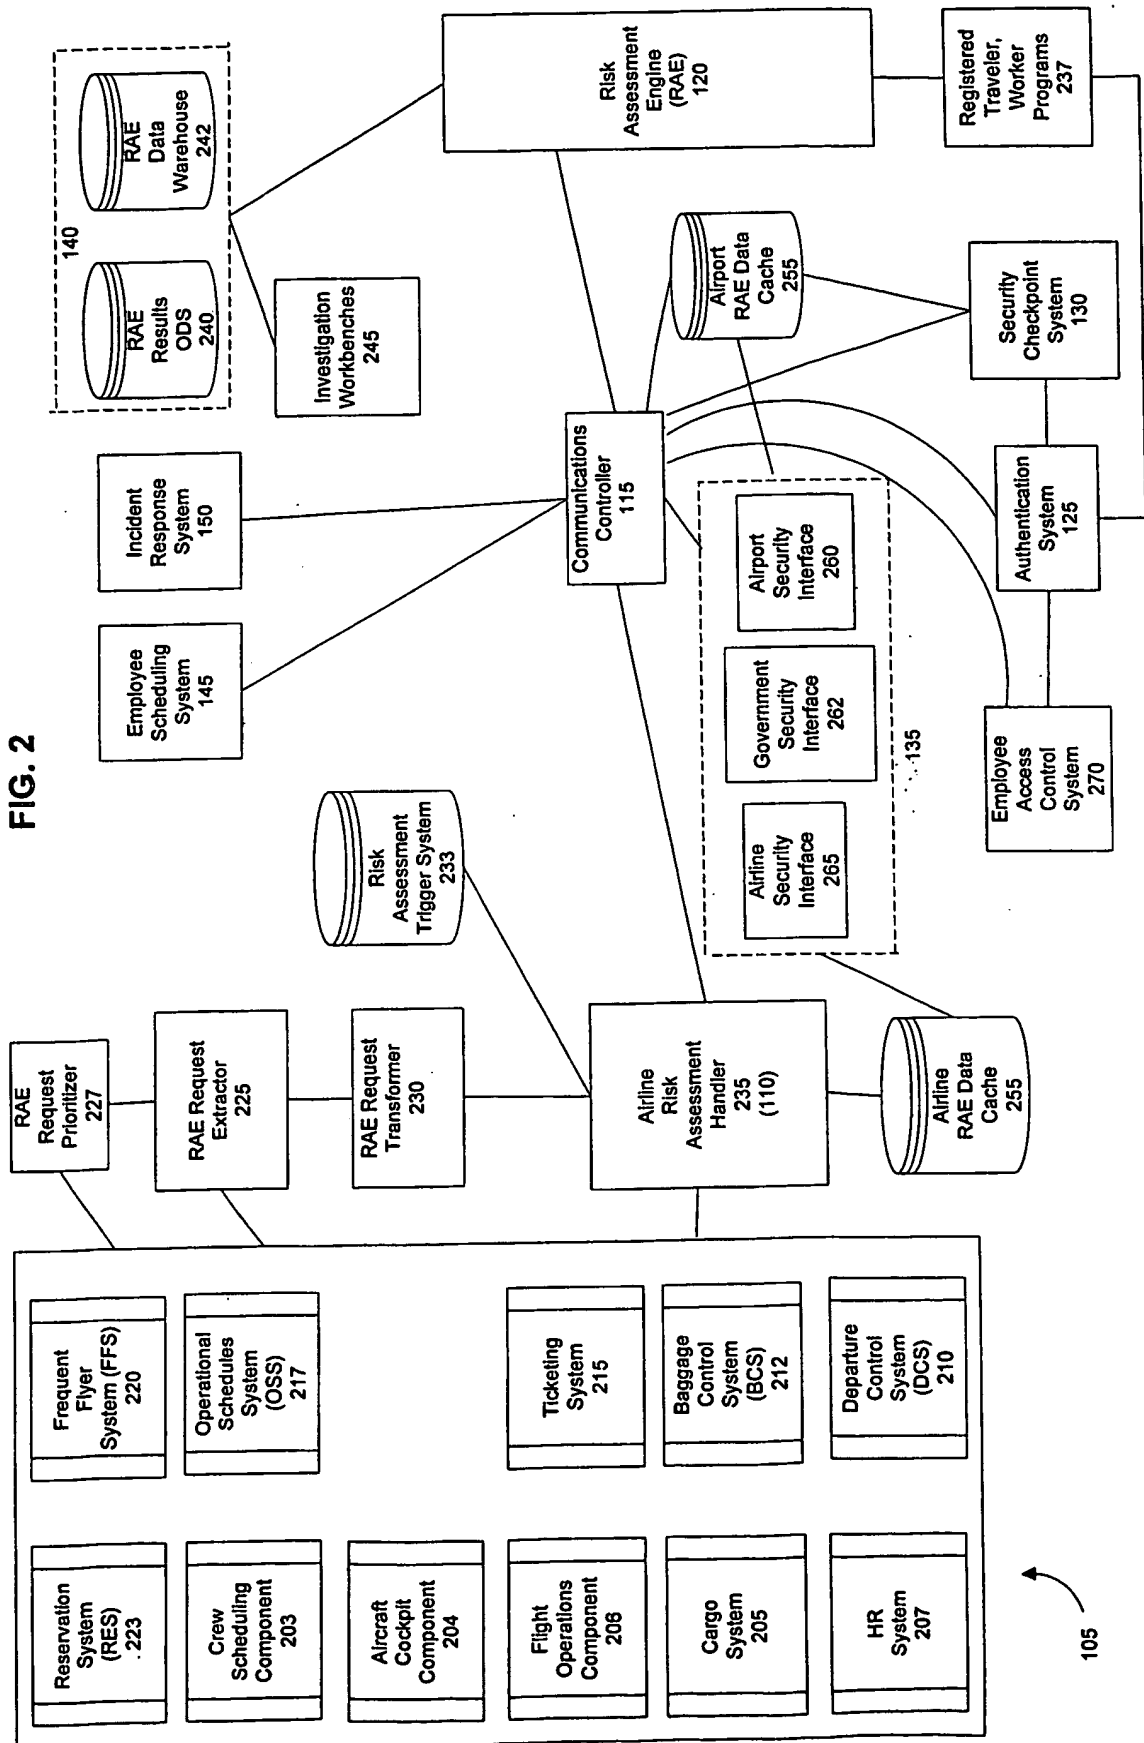 FIG. 2
Reservation
System
(RES)
223
Crew
Scheduling
Component
203
Aircraft
Cockpit
Component
204
Flight
Operations
Component
206
Cargo
System
205
HR
System
207
105
Frequent
Flyer
System (FFS)
220
Operational
Schedules
System
(OSS)
217
Ticketing
System
215
Baggage
Control
System
(BCS)
212
Departure
Control
System
(DCS)
210
RAE
Request
Prioritizer
227
RAE Request
Extractor
225
RAE Request
Transformer
230
Airline
Risk
Assessment
Handler
235
(110)
Airline
RAE Data
Cache
255
Risk
Assessment
Trigger System
233
Employee
Scheduling
System
145
Incident
Response
System
150
Communications
Controller
115
Airline
Security
Interface
265
Government
Security
Interface
262
Airport
Security
Interface
260
135
Employee
Access
Control
System
270
Authentication
System
125
Security
Checkpoint
System
130
Airport
RAE Data
Cache
255
Investigation
Workbenches
245
140
RAE
Results
ODS
240
RAE
Data
Warehouse
242
Risk
Assessment
Engine
(RAE)
120
Registered
Traveler,
Worker
Programs
237